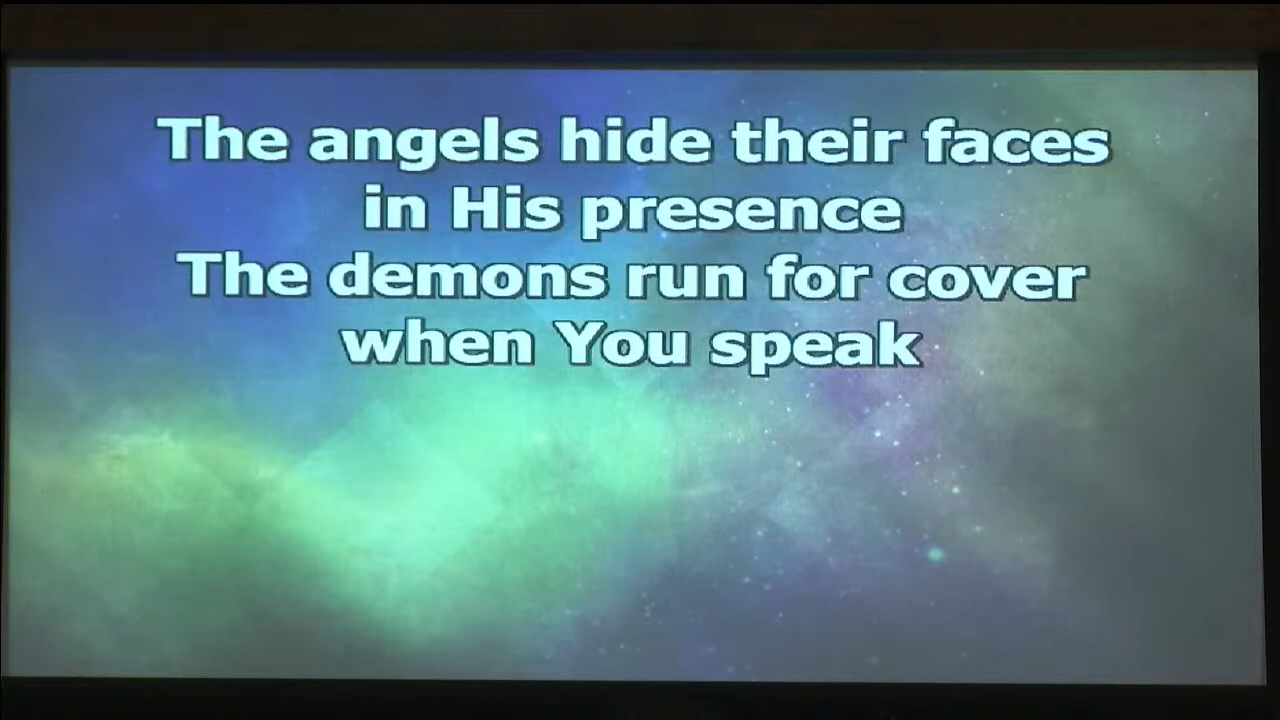 The angels hide their faces
in His presence
The demons run for cover
when You speak